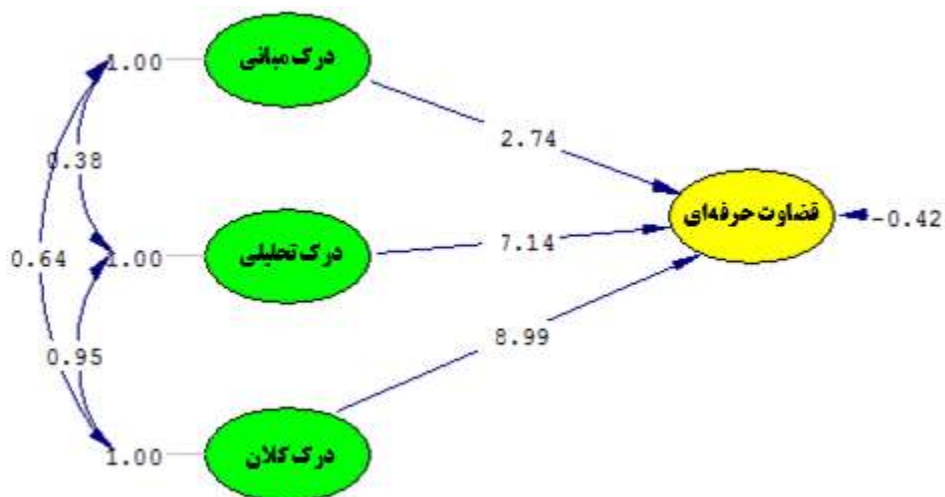 1.00
درک مبانی
2.74
0.38
قضاوت حرفه‌ای
-0.42
1.00
درک تحلیلی
7.14
0.64
8.99
0.95
1.00
درک کلان